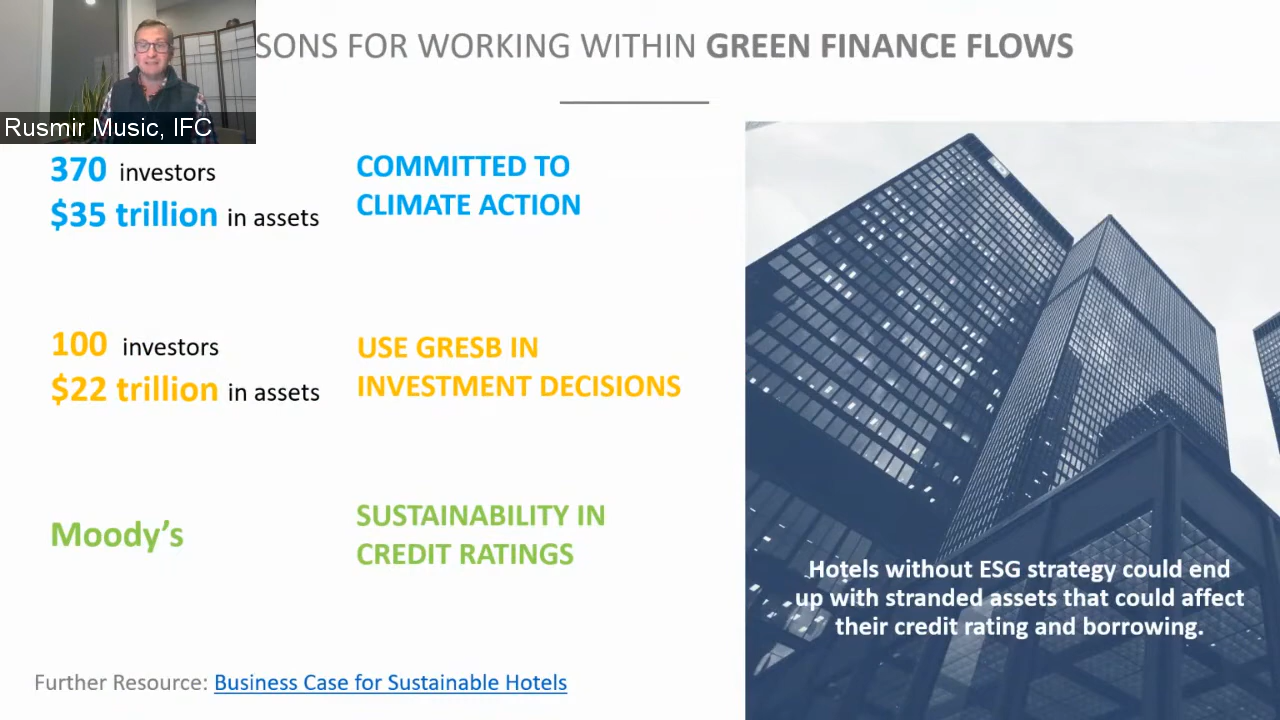 SONS FOR WORKING WITHIN GREEN FINANCE FLOWS
Rusmir Music, IFC
370 investors
$35 trillion in assets
COMMITTED TO
CLIMATE ACTION
100 investors
$22 trillion in assets
USE GRESB IN
INVESTMENT DECISIONS
Moody's
SUSTAINABILITY IN
CREDIT RATINGS
Hotels without ESG strategy could end
up with stranded assets that could affect
their credit rating and borrowing.
Further Resource: Business Case for Sustainable Hotels